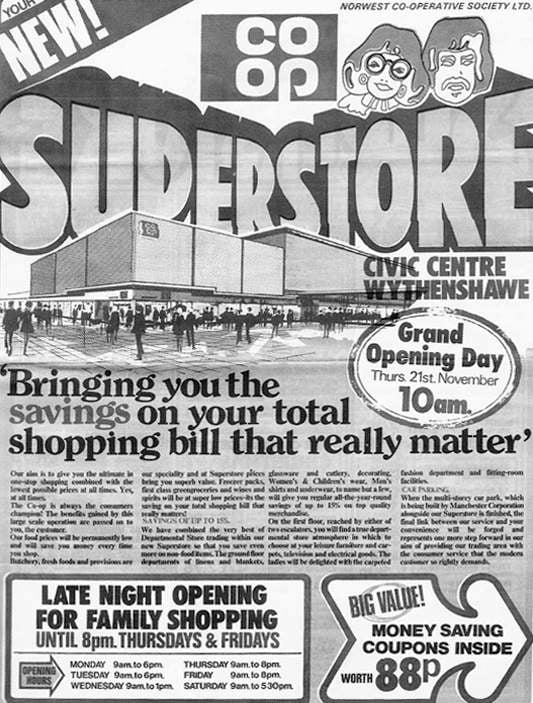 YOUR
NEW!
NORWEST CO-OPERATIVE SOCIETY LTD.
CO
OP
SUPERSTORE
CIVIC CENTRE
WYTHENSHAWE
Grand
Opening Day
Thurs. 21st. November
10am.
'Bringing you the
savings on your total
shopping bill that really matter'
Our aim is to give you the ultimate in
one-stop shopping combined with the
lowest possible prices at all times. Yes,
at all times.
The Co-op is always the consumers
champion! The benefits gained by this
large scale operation are passed on to
you, the customer.
Our food prices will be permanently low
and will save you money every time
you shop.
Butchery, fresh foods and provisions are
our speciality and at Superstore prices
bring you superb value. Freezer packs,
first class greengroceries and wines and
spirits will be at super low prices-its the
saving on your total shopping bill that
really matters!
SAVINGS OF UP TO 15%.
We have combined the very best of
Departmental Store trading within our
new Superstore so that you save even
more on non-food items. The ground floor
departments of linens and blankets,
glassware and cutlery, decorating,
Women's & Children's wear, Men's
shirts and underwear, to name but a few,
will give you regular all-the-year-round
savings of up to 15% on top quality
merchandise.
On the first floor, reached by either of
two escalators, you will find a true depart-
mental store atmosphere in which to
choose at your leisure furniture and car-
pets, television and electrical goods. The
ladies will be delighted with the carpeted
fashion department and fitting-room
facilities.
CAR PARKING.
When the multi-storey car park, which
is being built by Manchester Corporation
alongside our Superstore is finished, the
final link between our service and your
convenience will be forged and
represents one more step forward in our
aim of providing our trading area with
the consumer service that the modern
customer so rightly demands.
LATE NIGHT OPENING
FOR FAMILY SHOPPING
UNTIL 8pm. THURSDAYS & FRIDAYS
OPENING
HOURS
MONDAY 9am. to 6pm. THURSDAY 9am. to 8pm.
TUESDAY 9am. to 6pm. FRIDAY 9am. to 8pm.
WEDNESDAY 9am. to 1pm. SATURDAY 9am. to 5·30pm.
BIG VALUE!
MONEY SAVING
COUPONS INSIDE
WORTH 88p